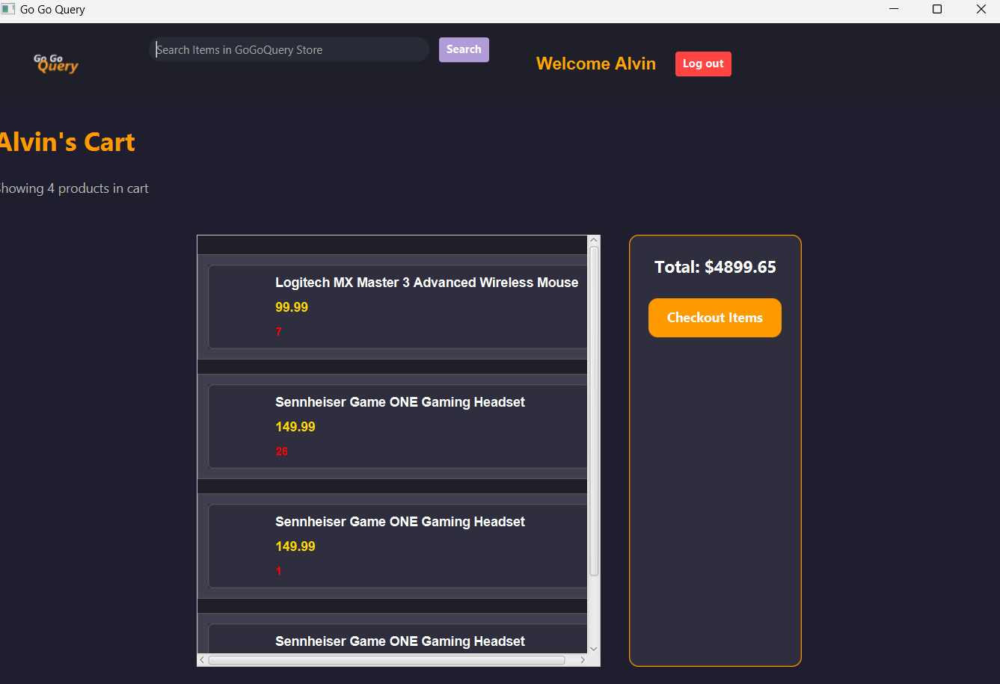 Go Go Query
Go Go
Query
Search Items in GoGoQuery Store
Search
Welcome Alvin
Log out
Alvin's Cart
howing 4 products in cart
Logitech MX Master 3 Advanced Wireless Mouse
99.99
7
Sennheiser Game ONE Gaming Headset
149.99
26
Sennheiser Game ONE Gaming Headset
149.99
1
Sennheiser Game ONE Gaming Headset
Total: $4899.65
Checkout Items